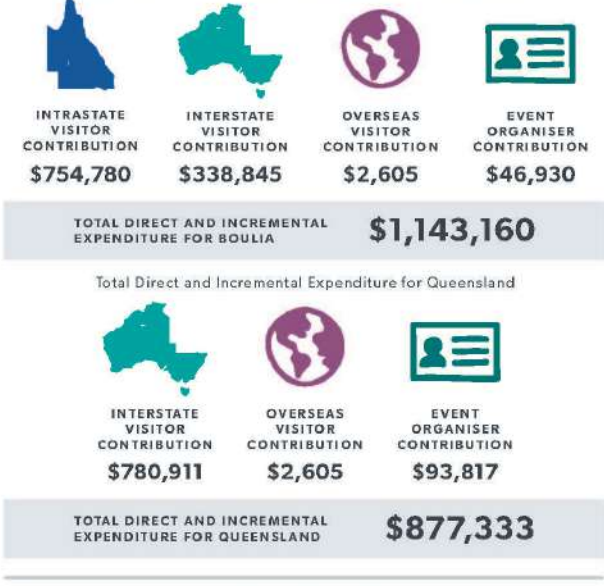 INTRASTATE
VISITOR
CONTRIBUTION
$754,780
INTERSTATE
VISITOR
CONTRIBUTION
$338,845
OVERSEAS
VISITOR
CONTRIBUTION
$2,605
EVENT
ORGANISER
CONTRIBUTION
$46,930
TOTAL DIRECT AND INCREMENTAL
EXPENDITURE FOR BOULIA
$1,143,160
Total Direct and Incremental Expenditure for Queensland
INTERSTATE
VISITOR
CONTRIBUTION
$780,911
OVERSEAS
VISITOR
CONTRIBUTION
$2,605
EVENT
ORGANISER
CONTRIBUTION
$93,817
TOTAL DIRECT AND INCREMENTAL
EXPENDITURE FOR QUEENSLAND
$877,333